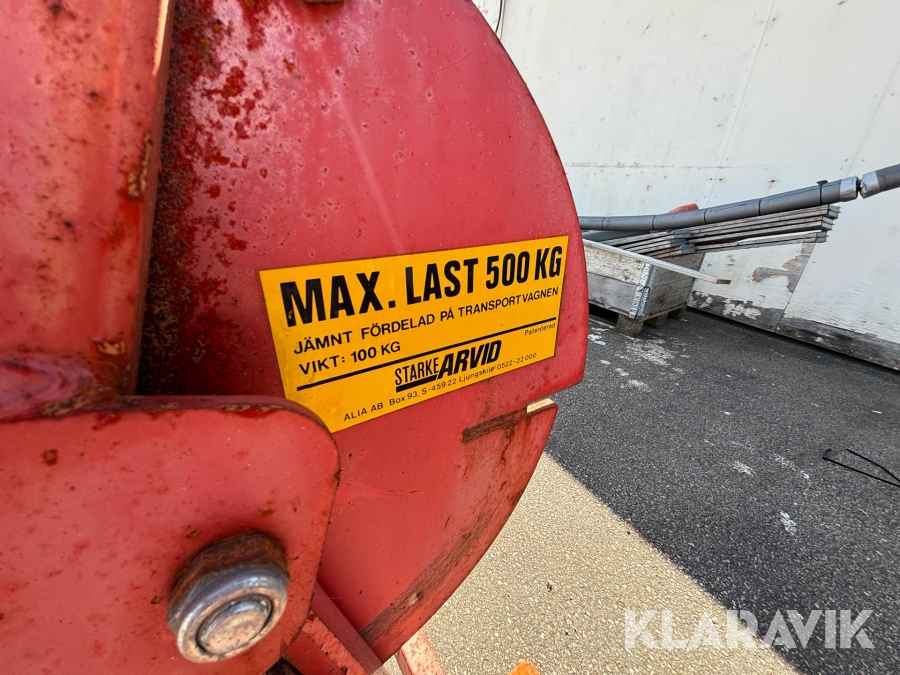 MAX. LAST 500 KG
JÄMNT FÖRDELAD PÅ TRANSPORTVAGNEN
VIKT: 100 KG
Patenterad
STARKE ARVID
ALIA AB Box 93, S-459 22 Ljungskile 0522-22 000
KLARAVIK